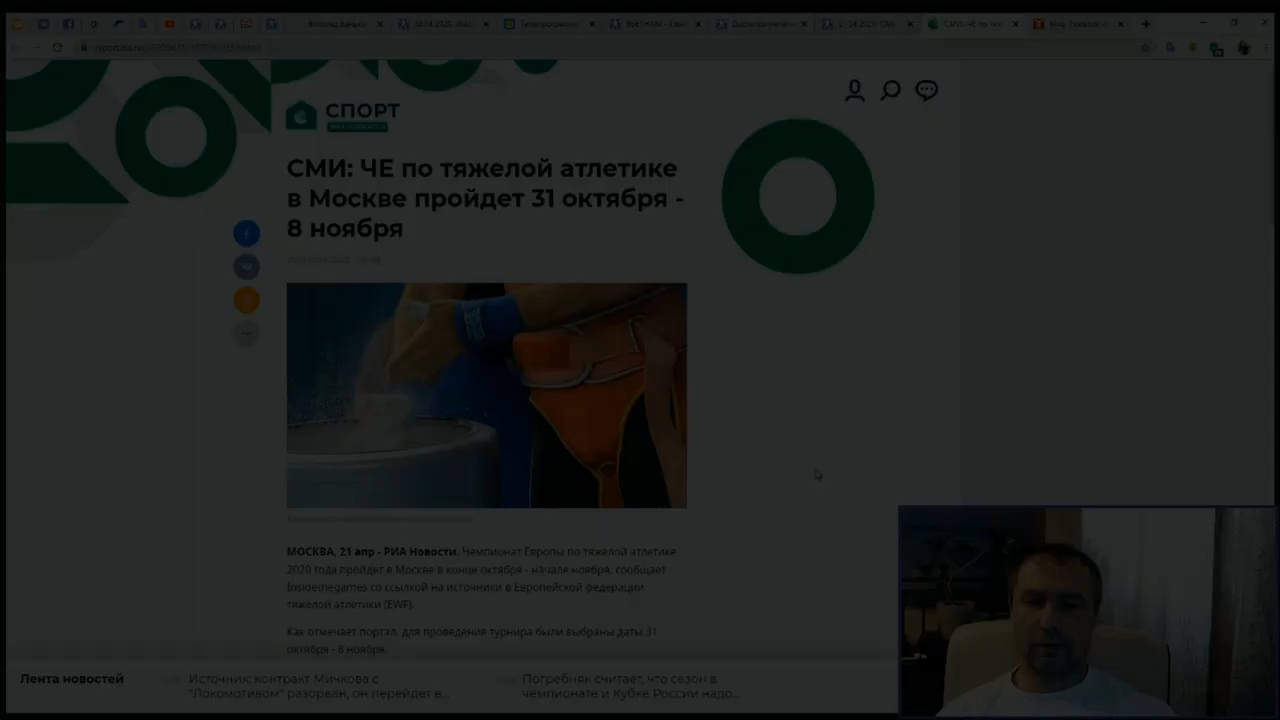 СПОРТ
СМИ: ЧЕ по тяжелой атлетике
в Москве пройдет 31 октября -
8 ноября
МОСКВА, 21 апр - РИА Новости. Чемпионат Европы по тяжелой атлетике
2020 года пройдет в Москве в конце октября - начале ноября, сообщает
Insidethegames со ссылкой на источники в Европейской федерации
тяжелой атлетики (EWF).
Как отмечает портал, для проведения турнира были выбраны даты 31
октября - 8 ноября.
Лента новостей
Источник: контракт Мичкова с
"Локомотивом" разорван, он перейдет в...
Погребняк считает, что сезон в
чемпионате и Кубке России надо...